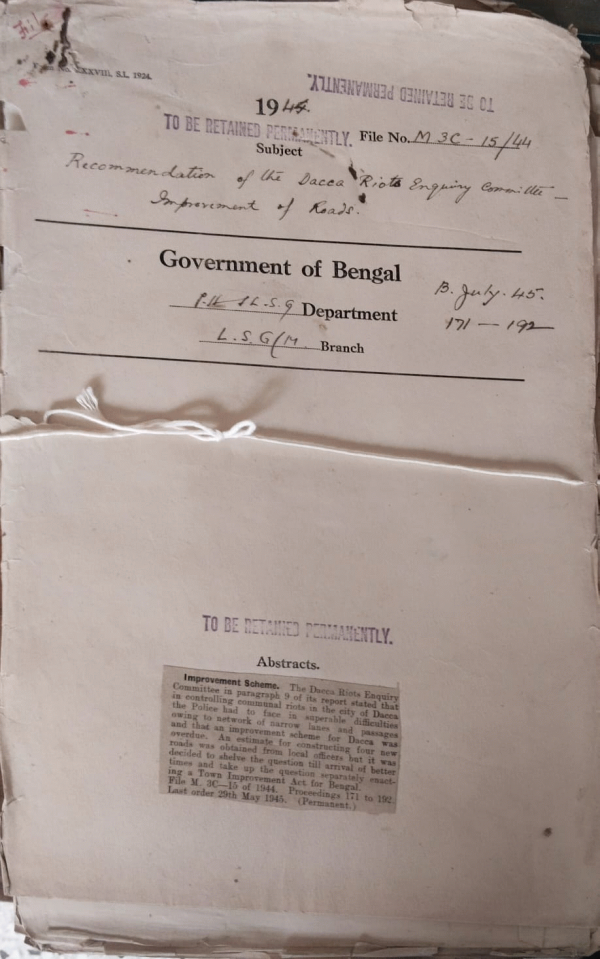 XXXVIII, S.I., 1924.
TO BE RETAINED PERMANENTLY.
1944.
TO BE RETAINED PERMANENTLY.
File No. M 3C-15/44
Subject
Recommendation of the Dacca Riots Enquiry Committee –
Improvement of Roads.
Government of Bengal
B. July. 45.
P.H & L.S.G Department
171 – 192
L.S.G/M. Branch
TO BE RETAINED PERMANENTLY.
Abstracts.
Improvement Scheme. The Dacca Riots Enquiry
Committee in paragraph 9 of its report stated that
in controlling communal riots in the city of Dacca
the Police had to face in superable difficulties
owing to network of narrow lanes and passages
and that an improvement scheme for Dacca was
overdue. An estimate for constructing four new
roads was obtained from local officers but it was
decided to shelve the question till arrival of better
times and take up the question separately enact-
ing a Town Improvement Act for Bengal.
File M. 3C—15 of 1944. Proceedings 171 to 192
Last order 29th May 1945. (Permanent.)